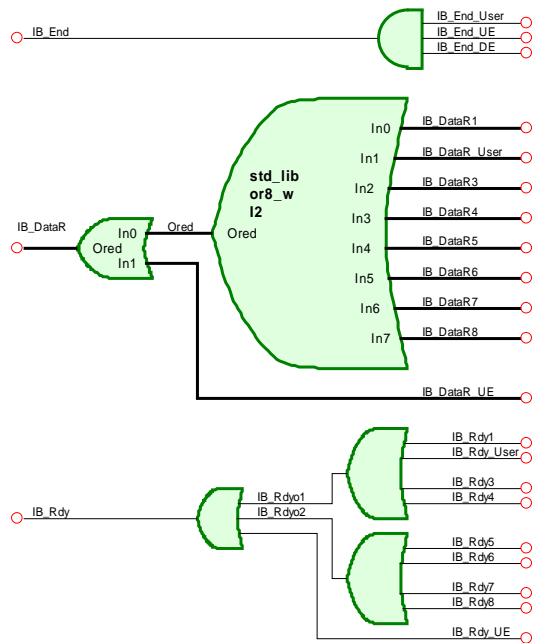 IB_End
IB_End_User
IB_End_UE
IB_End_DE
In0
IB_DataR1
std_lib
In1
IB_DataR_User
or8_w
In2
IB_DataR3
I2
In3
IB_DataR4
IB_DataR
In0
Ored
Ored
Ored
In4
IB_DataR5
In1
In5
IB_DataR6
In6
IB_DataR7
In7
IB_DataR8
IB_DataR_UE
IB_Rdy1
IB_Rdy_User
IB_Rdy3
IB_Rdy4
IB_Rdyo1
IB_Rdyo2
IB_Rdy
IB_Rdy5
IB_Rdy6
IB_Rdy7
IB_Rdy8
IB_Rdy_UE